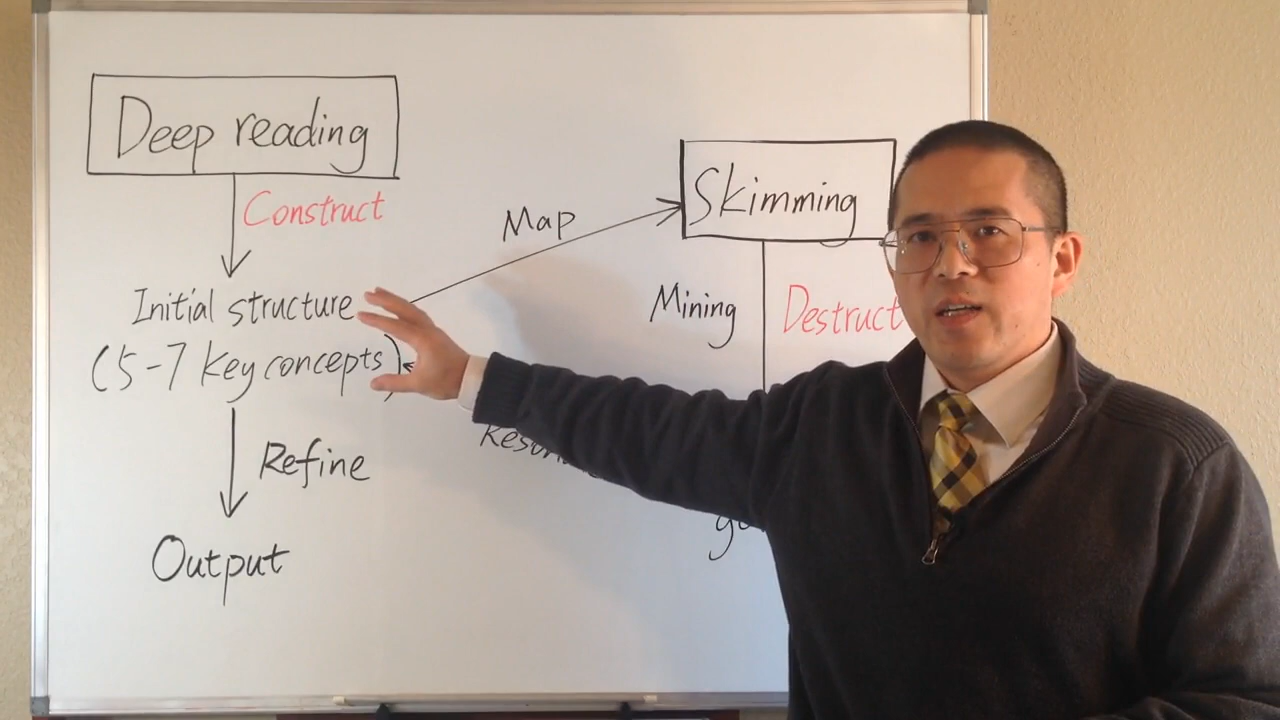 Deep reading
Construct
Initial structure
(5-7 key concepts)
Refine
Output
Map
Skimming
Mining
Destruct